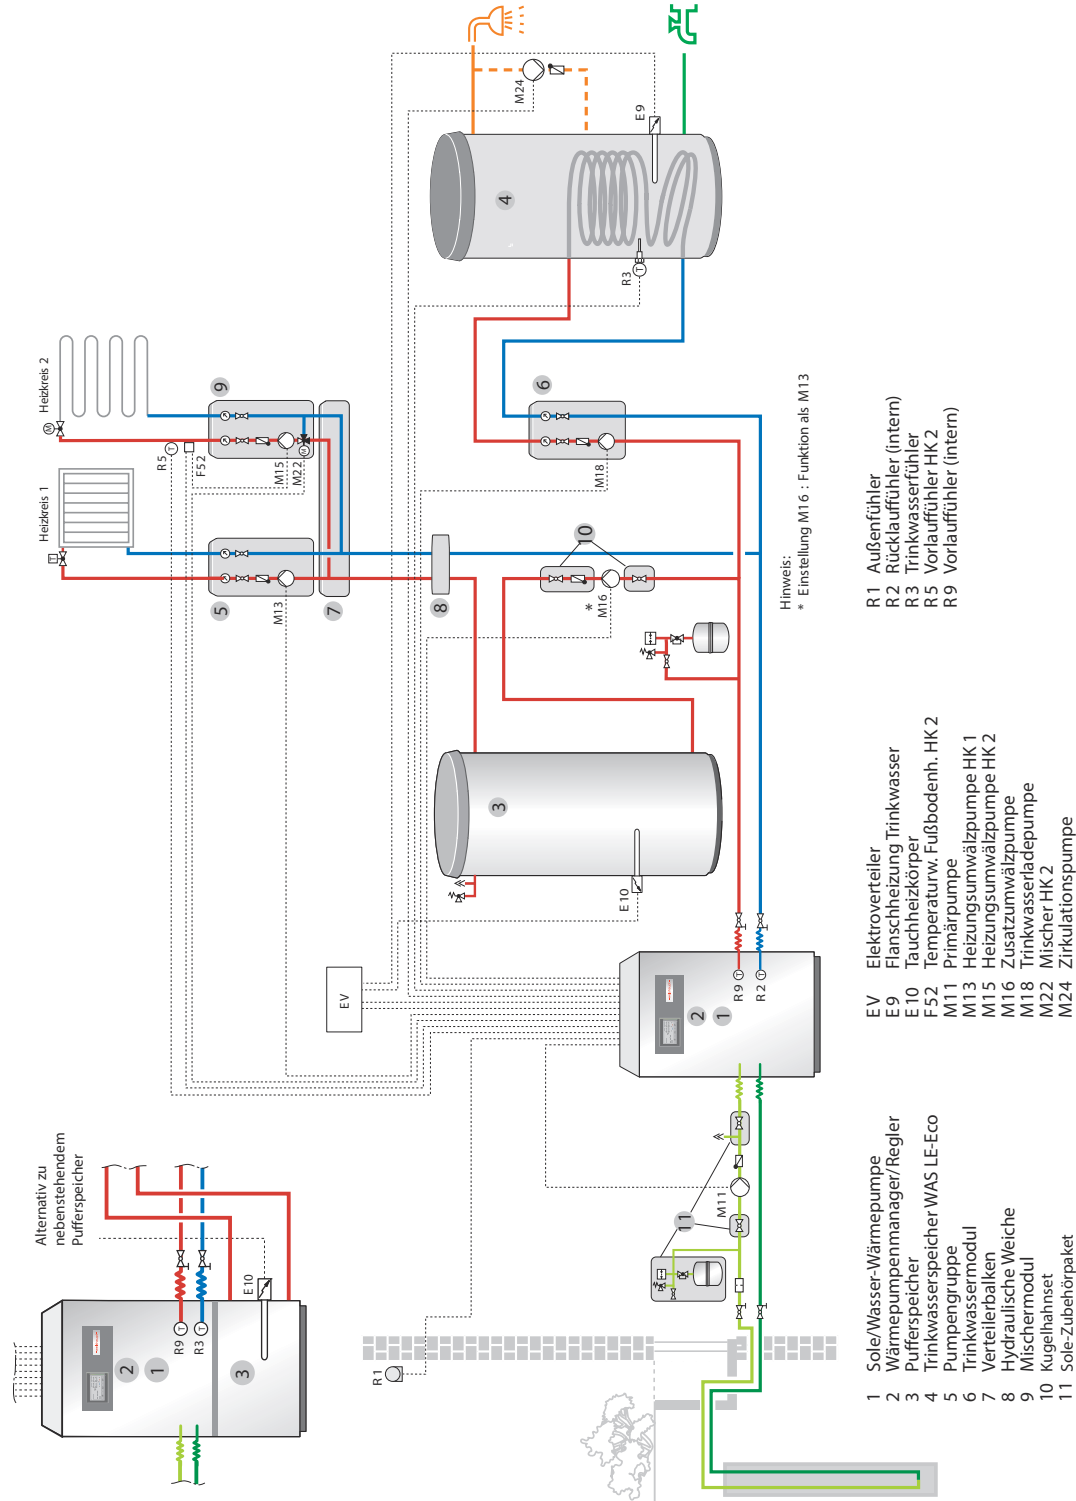 Alternativ zu
nebenstehendem
Pufferspeicher
E10
R9
R3
2
1
3
R1
EV
Heizkreis 1
Heizkreis 2
T
M
R5
T
F52
M13
M15
M22
M
5
9
7
8
M24
E9
4
R3
T
6
M18
10
*
M16
3
E10
2
1
R9
T
R2
T
M11
11
Hinweis:
* Einstellung M16 : Funktion als M13
1 Sole/Wasser-Wärmepumpe
2 Wärmepumpenmanager/Regler
3 Pufferspeicher
4 Trinkwasserspeicher WAS LE-Eco
5 Pumpengruppe
6 Trinkwassermodul
7 Verteilerbalken
8 Hydraulische Weiche
9 Mischermodul
10 Kugelhahnset
11 Sole-Zubehörpaket
EV Elektroverteiler
E9 Flanschheizung Trinkwasser
E10 Tauchheizkörper
F52 Temperaturw. Fußbodenh. HK 2
M11 Primärpumpe
M13 Heizungsumwälzpumpe HK 1
M15 Heizungsumwälzpumpe HK 2
M16 Zusatzumwälzpumpe
M18 Trinkwasserladepumpe
M22 Mischer HK 2
M24 Zirkulationspumpe
R1 Außenfühler
R2 Rücklauffühler (intern)
R3 Trinkwasserfühler
R5 Vorlauffühler HK 2
R9 Vorlauffühler (intern)